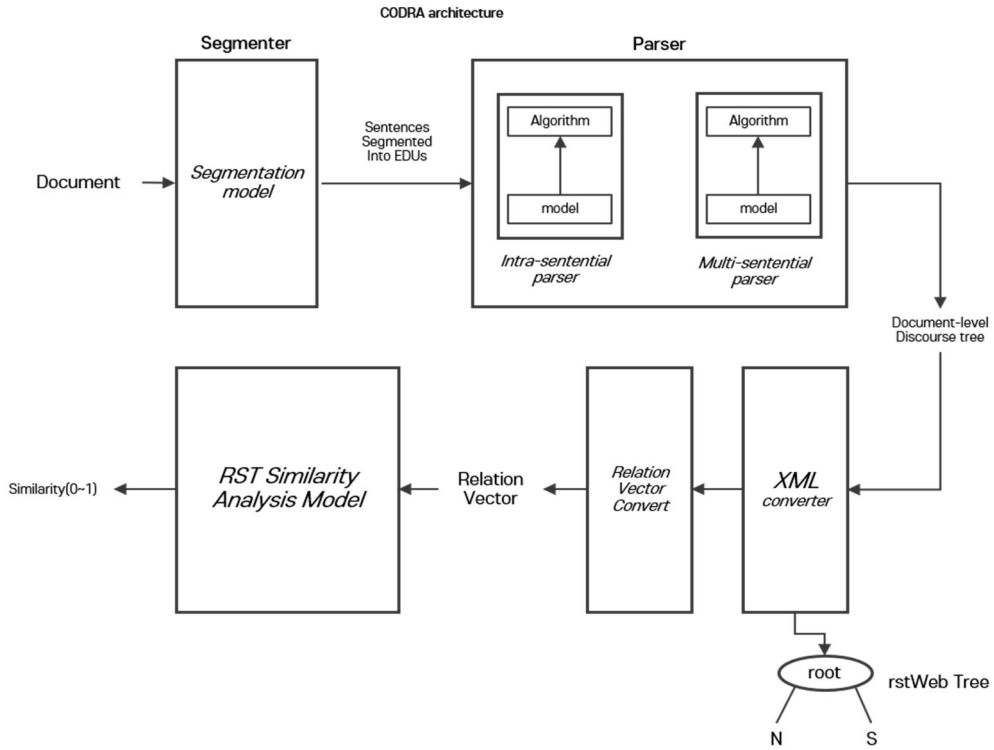 CODRA architecture
Segmenter
Parser
Document
Segmentation
model
Sentences
Segmented
Into EDUs
Algorithm
model
Intra-sentential
parser
Algorithm
model
Multi-sentential
parser
Document-level
Discourse tree
XML
converter
Relation
Vector
Convert
Relation
Vector
RST Similarity
Analysis Model
Similarity(0~1)
root
rstWeb Tree
N
S